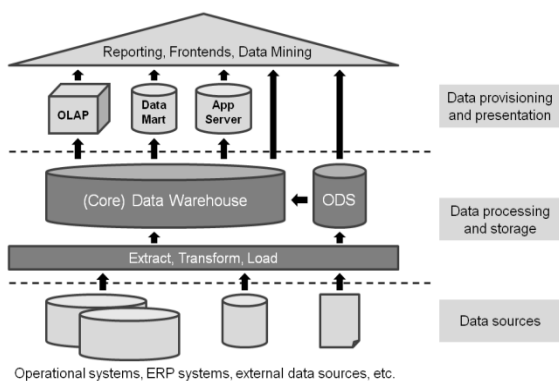 Reporting, Frontends, Data Mining
OLAP
Data
Mart
App
Server
Data provisioning
and presentation
(Core) Data Warehouse
ODS
Data processing
and storage
Extract, Transform, Load
Data sources
Operational systems, ERP systems, external data sources, etc.